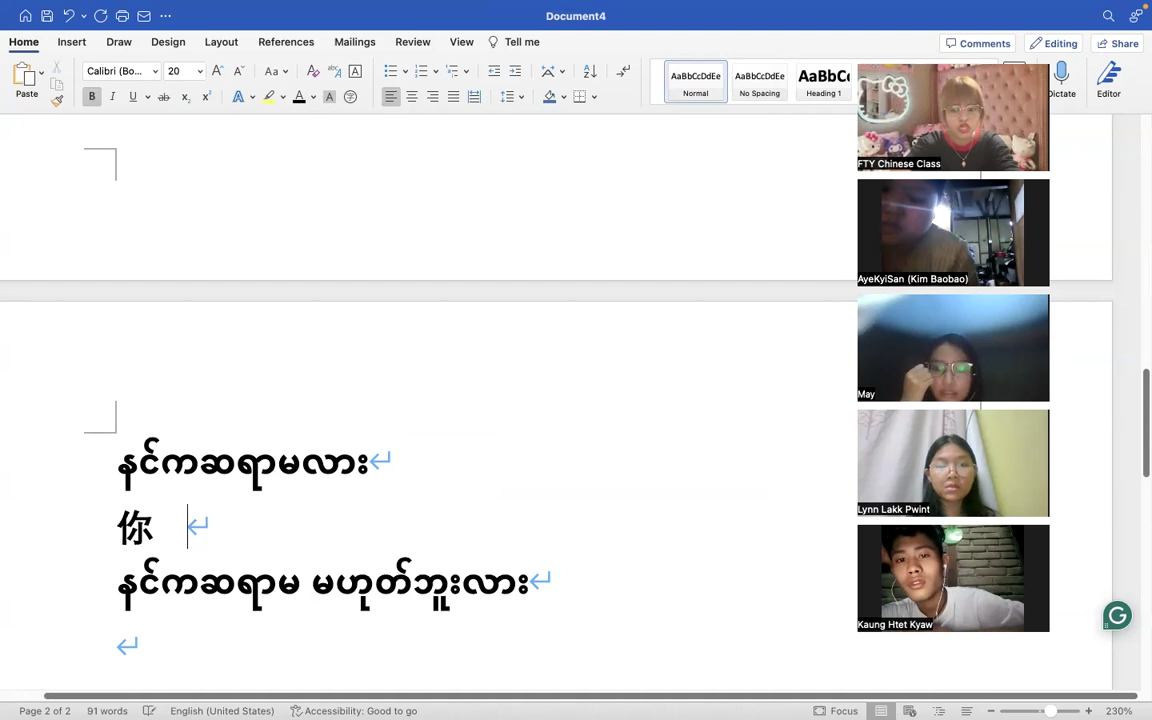 Document4
Home Insert Draw Design Layout References Mailings Review View Tell me
Comments Editing Share
Paste
Calibri (Bo... 20 Aa
AaBbCcDdEe AaBbCcDdEe AaBbC
Normal No Spacing Heading 1
Dictate Editor
FTY Chinese Class
AyeKyiSan (Kim Baobao)
May
Lynn Lakk Pwint
Kaung Htet Kyaw
နင်ကဆရာမလား
你
နင်ကဆရာမ မဟုတ်ဘူးလား
Page 2 of 2 91 words English (United States) Accessibility: Good to go Focus 230%